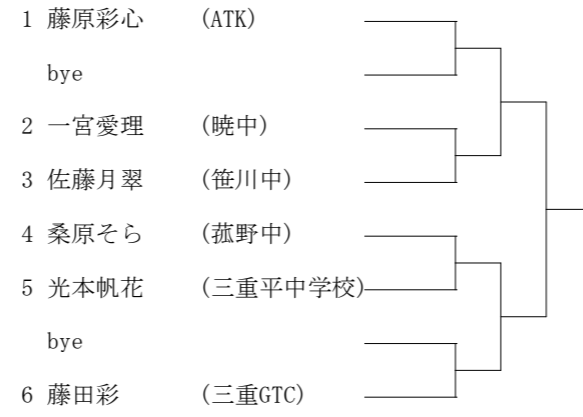 1 藤原彩心 (ATK)
bye
2 一宮愛理 (暁中)
3 佐藤月翠 (笹川中)
4 桑原そら (菰野中)
5 光本帆花 (三重平中学校)
bye
6 藤田彩 (三重GTC)